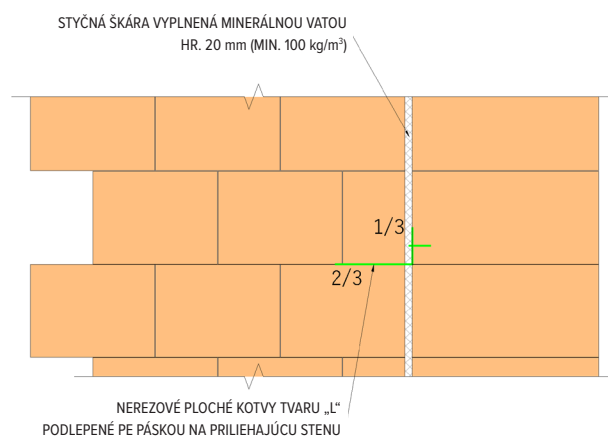 STYČNÁ ŠKÁRA VYPLNENÁ MINERÁLNOU VATOU
HR. 20 mm (MIN. 100 kg/m³)
1/3
2/3
NEREZOVÉ PLOCHÉ KOTVY TVARU „L“
PODLEPENÉ PE PÁSKOU NA PRILIEHAJÚCU STENU